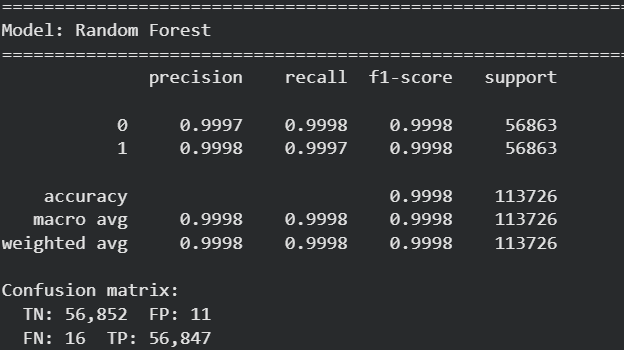 ==============================================================
Model: Random Forest
==============================================================
              precision    recall  f1-score   support

           0     0.9997    0.9998    0.9998     56863
           1     0.9998    0.9997    0.9998     56863

    accuracy                         0.9998    113726
   macro avg     0.9998    0.9998    0.9998    113726
weighted avg     0.9998    0.9998    0.9998    113726

Confusion matrix:
  TN: 56,852  FP: 11
  FN: 16  TP: 56,847